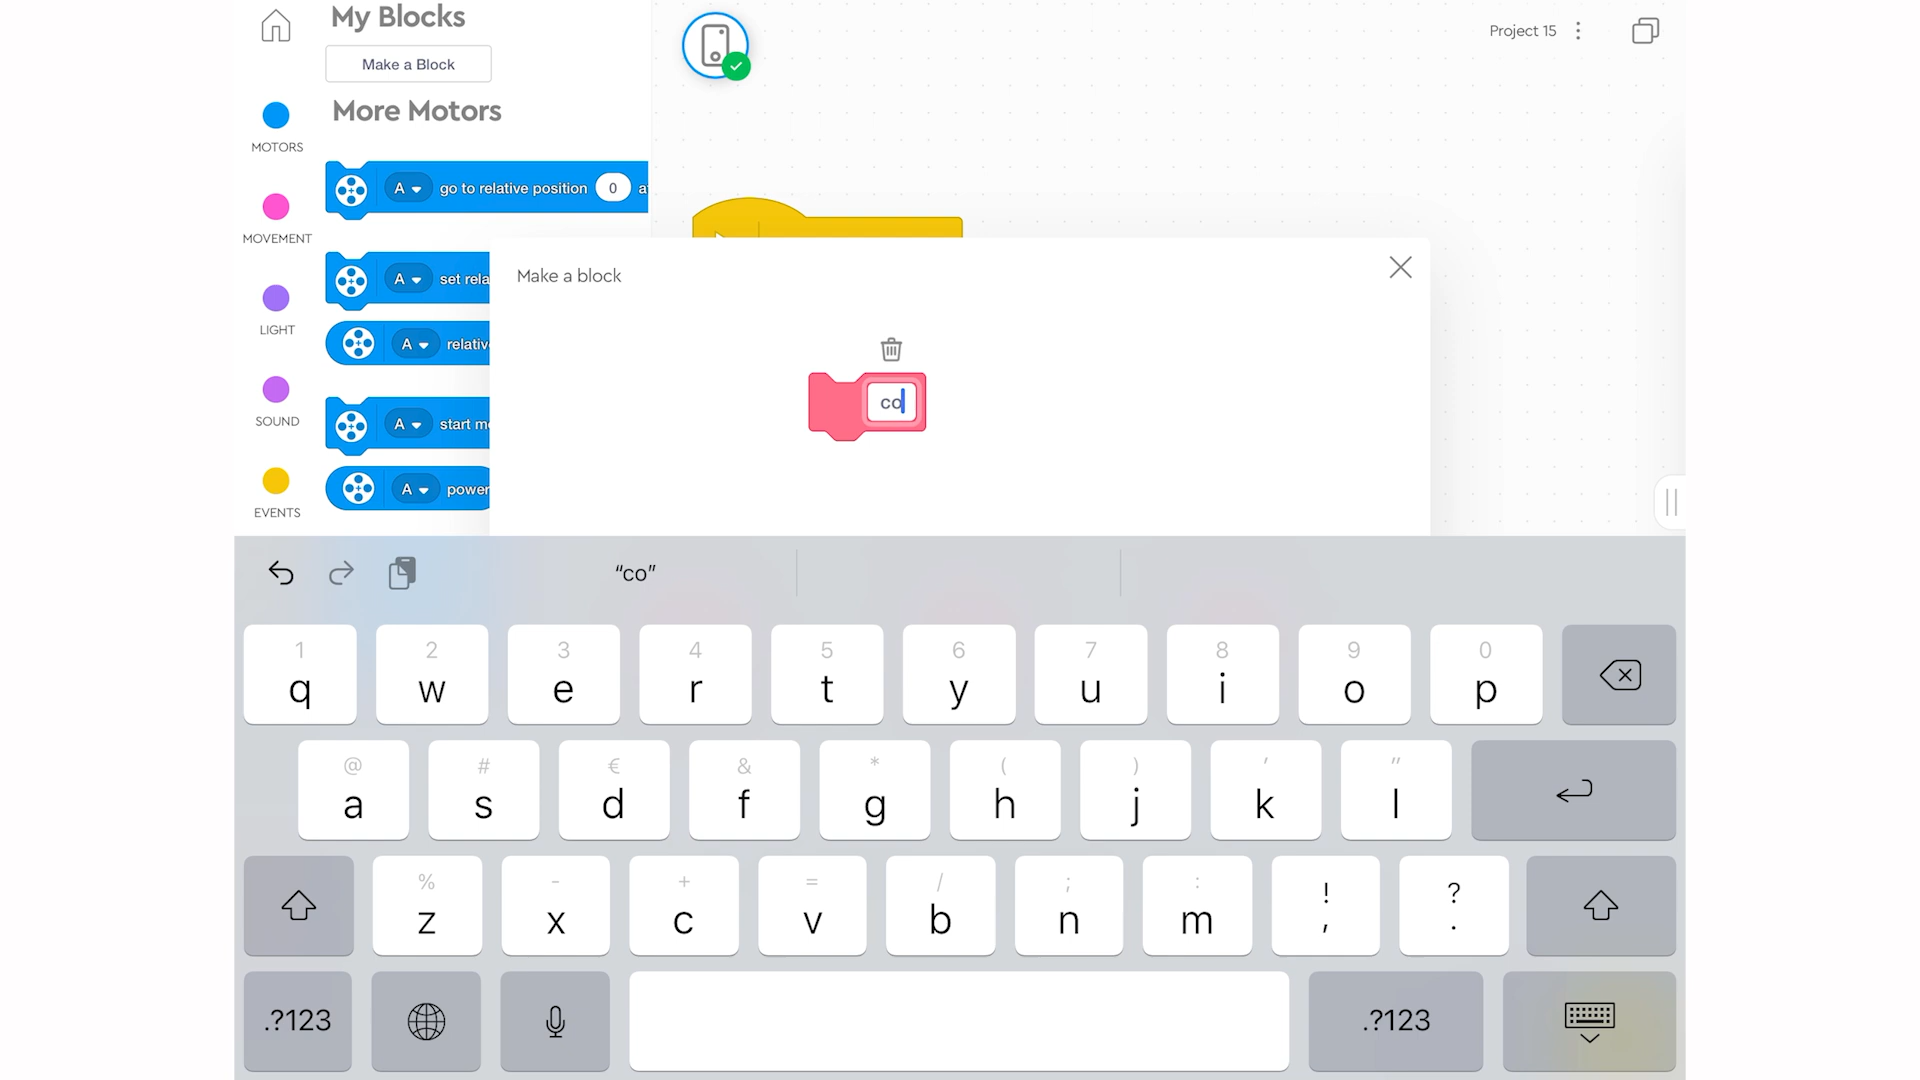 My Blocks
Make a Block
More Motors
MOTORS
MOVEMENT
LIGHT
SOUND
EVENTS
A go to relative position 0 a
A set rela
A relativ
A start m
A power
Project 15
Make a block
co
“co”
1 2 3 4 5 6 7 8 9 0
q w e r t y u i o p
@ # € & * ( ) ' "
a s d f g h j k l
% - + = / ; : ! ?
z x c v b n m , .
.?123 .?123